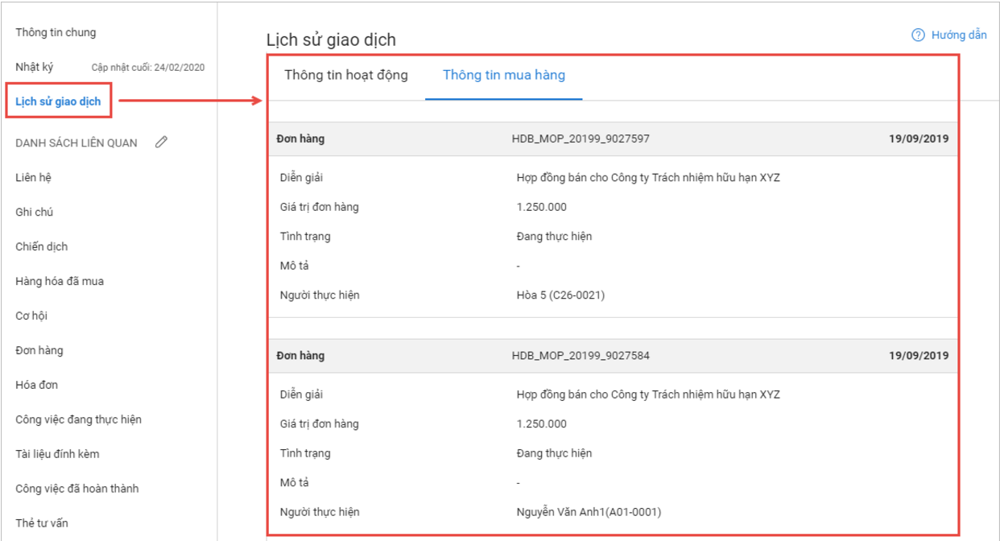 Thông tin chung
Nhật ký Cập nhật cuối: 24/02/2020
Lịch sử giao dịch
DANH SÁCH LIÊN QUAN
Liên hệ
Ghi chú
Chiến dịch
Hàng hóa đã mua
Cơ hội
Đơn hàng
Hóa đơn
Công việc đang thực hiện
Tài liệu đính kèm
Công việc đã hoàn thành
Thẻ tư vấn
Lịch sử giao dịch
Hướng dẫn
Thông tin hoạt động Thông tin mua hàng
Đơn hàng HDB_MOP_20199_9027597 19/09/2019
Diễn giải Hợp đồng bán cho Công ty Trách nhiệm hữu hạn XYZ
Giá trị đơn hàng 1.250.000
Tình trạng Đang thực hiện
Mô tả -
Người thực hiện Hòa 5 (C26-0021)
Đơn hàng HDB_MOP_20199_9027584 19/09/2019
Diễn giải Hợp đồng bán cho Công ty Trách nhiệm hữu hạn XYZ
Giá trị đơn hàng 1.250.000
Tình trạng Đang thực hiện
Mô tả -
Người thực hiện Nguyễn Văn Anh1(A01-0001)